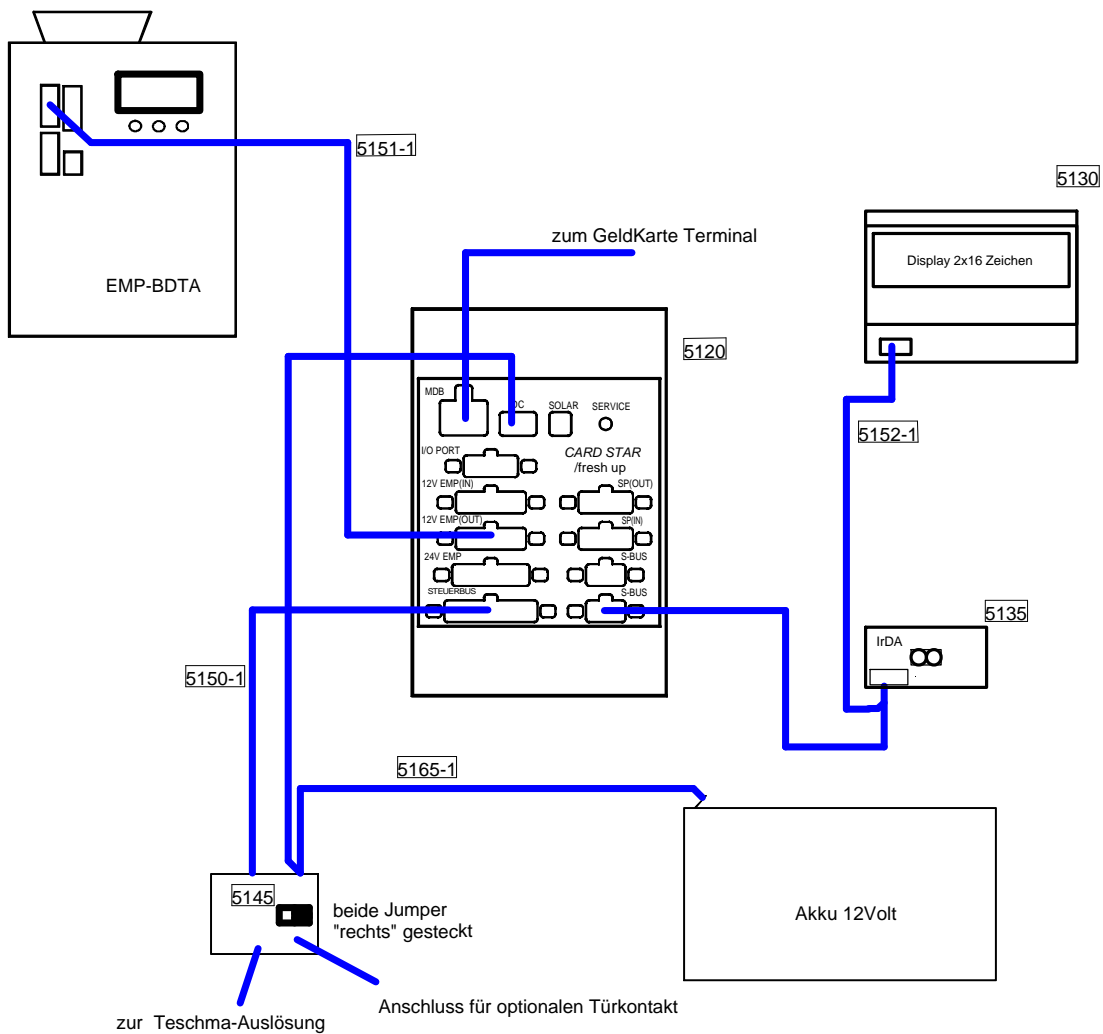 5151-1
5130
zum GeldKarte Terminal
Display 2x16 Zeichen
EMP-BDTA
5120
MDB
DC
SOLAR
SERVICE
5152-1
I/O PORT
CARD STAR
/fresh up
12V EMP(IN)
SP(OUT)
12V EMP(OUT)
SP(IN)
24V EMP
S-BUS
STEUERBUS
S-BUS
5135
IrDA
5150-1
5165-1
5145
beide Jumper
"rechts" gesteckt
Akku 12Volt
Anschluss für optionalen Türkontakt
zur Teschma-Auslösung